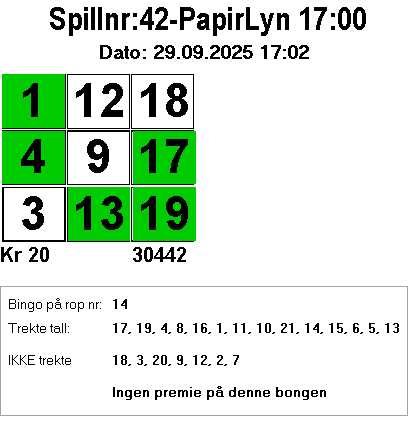 Spillnr:42-PapirLyn 17:00
Dato: 29.09.2025 17:02
1 12 18
4 9 17
3 13 19
Kr 20 30442
Bingo på rop nr: 14
Trekte tall: 17, 19, 4, 8, 16, 1, 11, 10, 21, 14, 15, 6, 5, 13
IKKE trekte 18, 3, 20, 9, 12, 2, 7
Ingen premie på denne bongen